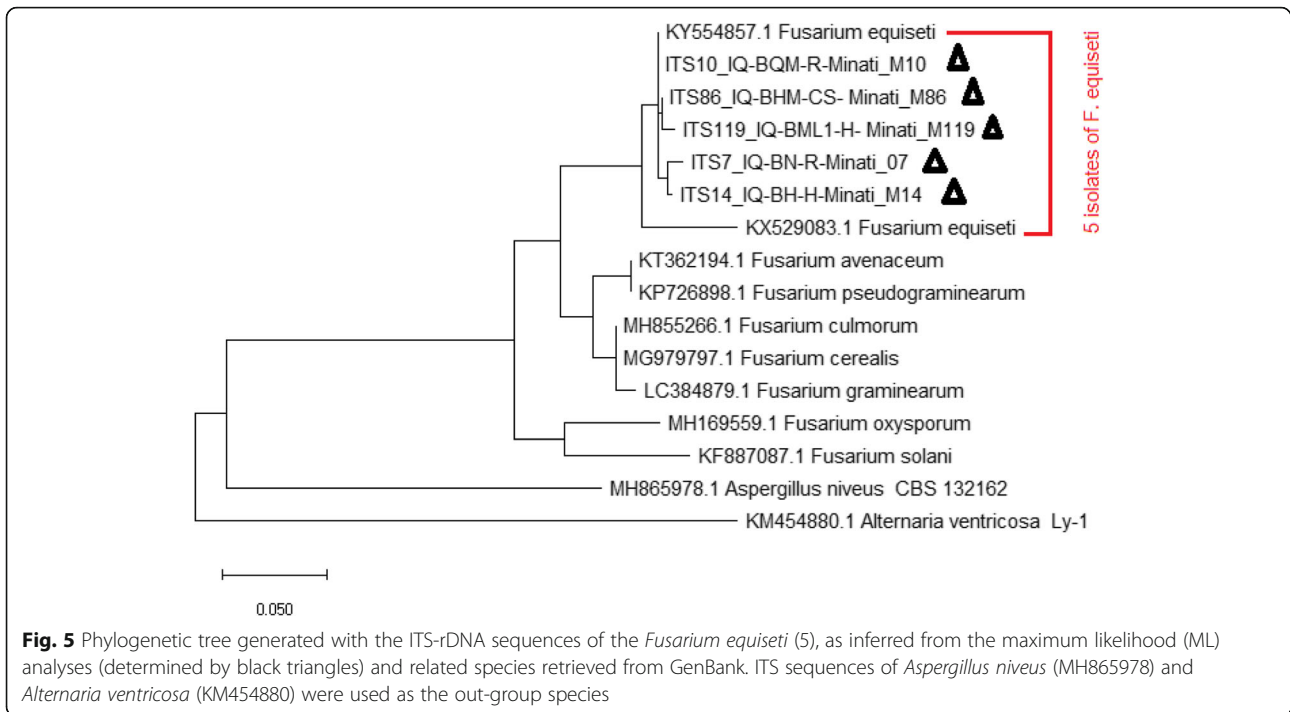 KY554857.1 Fusarium equiseti
ITS10_IQ-BQM-R-Minati_M10
ITS86_IQ-BHM-CS- Minati_M86
ITS119_IQ-BML1-H- Minati_M119
ITS7_IQ-BN-R-Minati_07
ITS14_IQ-BH-H-Minati_M14
KX529083.1 Fusarium equiseti
5 isolates of F. equiseti
KT362194.1 Fusarium avenaceum
KP726898.1 Fusarium pseudograminearum
MH855266.1 Fusarium culmorum
MG979797.1 Fusarium cerealis
LC384879.1 Fusarium graminearum
MH169559.1 Fusarium oxysporum
KF887087.1 Fusarium solani
MH865978.1 Aspergillus niveus CBS 132162
KM454880.1 Alternaria ventricosa Ly-1
0.050
Fig. 5 Phylogenetic tree generated with the ITS-rDNA sequences of the Fusarium equiseti (5), as inferred from the maximum likelihood (ML)
analyses (determined by black triangles) and related species retrieved from GenBank. ITS sequences of Aspergillus niveus (MH865978) and
Alternaria ventricosa (KM454880) were used as the out-group species